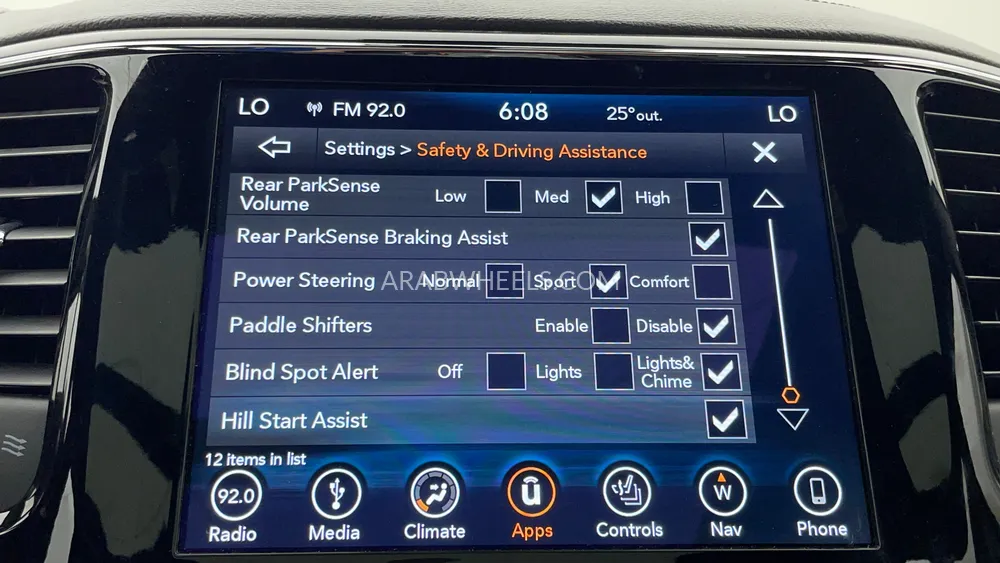 LO FM 92.0 6:08 25° out. LO
Settings > Safety & Driving Assistance
Rear ParkSense
Volume Low Med High
Rear ParkSense Braking Assist
Power Steering Normal Sport Comfort
ARABWHEELS.COM
Paddle Shifters Enable Disable
Blind Spot Alert Off Lights Lights&
Chime
Hill Start Assist
12 items in list
92.0 W
Radio Media Climate Apps Controls Nav Phone